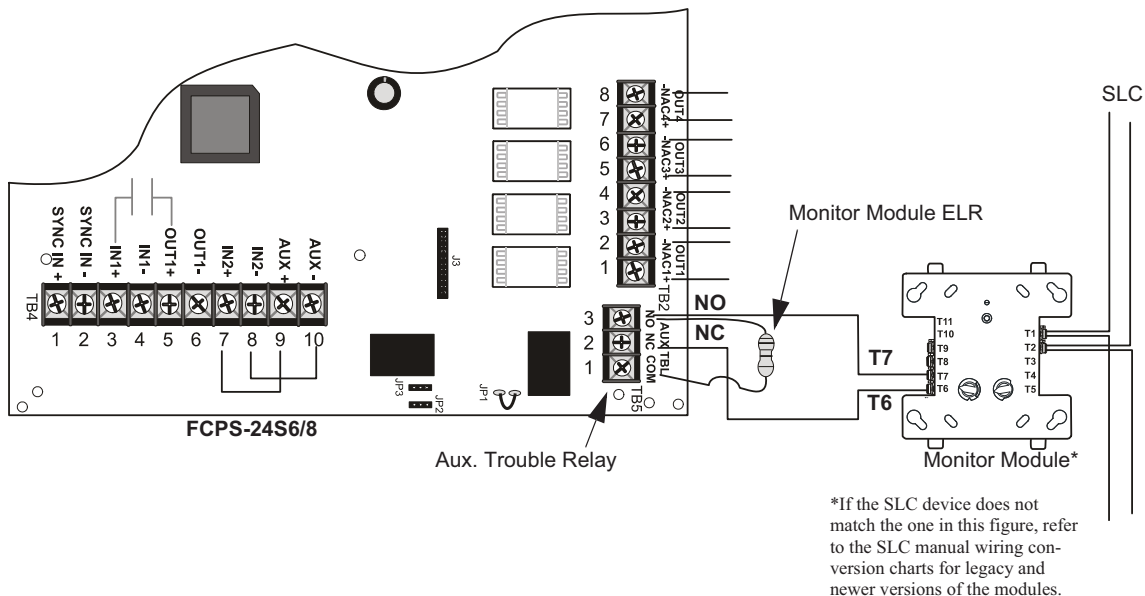 SLC
8
7
6
5
4
3
2
1
OUT4
-NAC4+
OUT3
-NAC3+
OUT2
-NAC2+
OUT1
-NAC1+
TB2
Monitor Module ELR
SYNC IN +
SYNC IN -
IN1+
IN1-
OUT1+
OUT1-
IN2+
IN2-
AUX +
AUX -
TB4
1 2 3 4 5 6 7 8 9 10
J3
JP3
JP2
JP1
3
2
1
NO NC COM
AUX TBL
TB5
NO
NC
T7
T6
T11
T10
T9
T8
T7
T6
T1
T2
T3
T4
T5
FCPS-24S6/8
Aux. Trouble Relay
Monitor Module*
*If the SLC device does not
match the one in this figure, refer
to the SLC manual wiring con-
version charts for legacy and
newer versions of the modules.